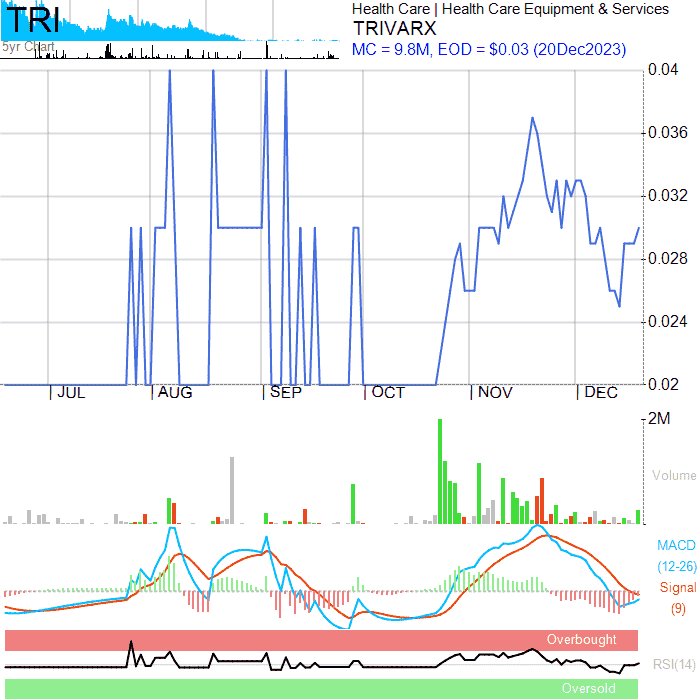 TRI
5yr Chart
Health Care | Health Care Equipment & Services
TRIVARX
MC = 9.8M, EOD = $0.03 (20Dec2023)
0.04
0.036
0.032
0.028
0.024
0.02
JUL
AUG
SEP
OCT
NOV
DEC
2M
Volume
MACD
(12-26)
Signal
(9)
Overbought
RSI(14)
Oversold